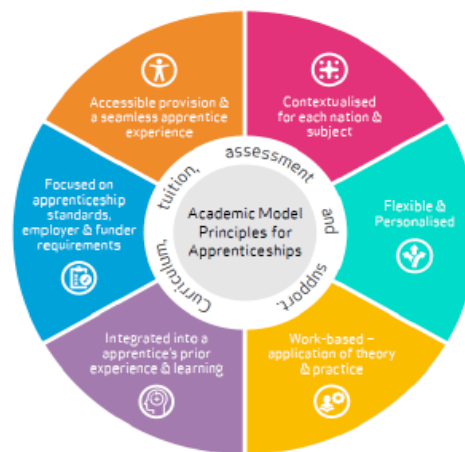 Accessible provision &
a seamless apprentice
experience
Contextualised
for each nation &
subject
Focused on
apprenticeship
standards,
employer & funder
requirements
Curriculum, tuition, assessment and support.
Academic Model
Principles for
Apprenticeships
Flexible &
Personalised
Integrated into a
apprentice's prior
experience & learning
Work-based –
application of theory
& practice